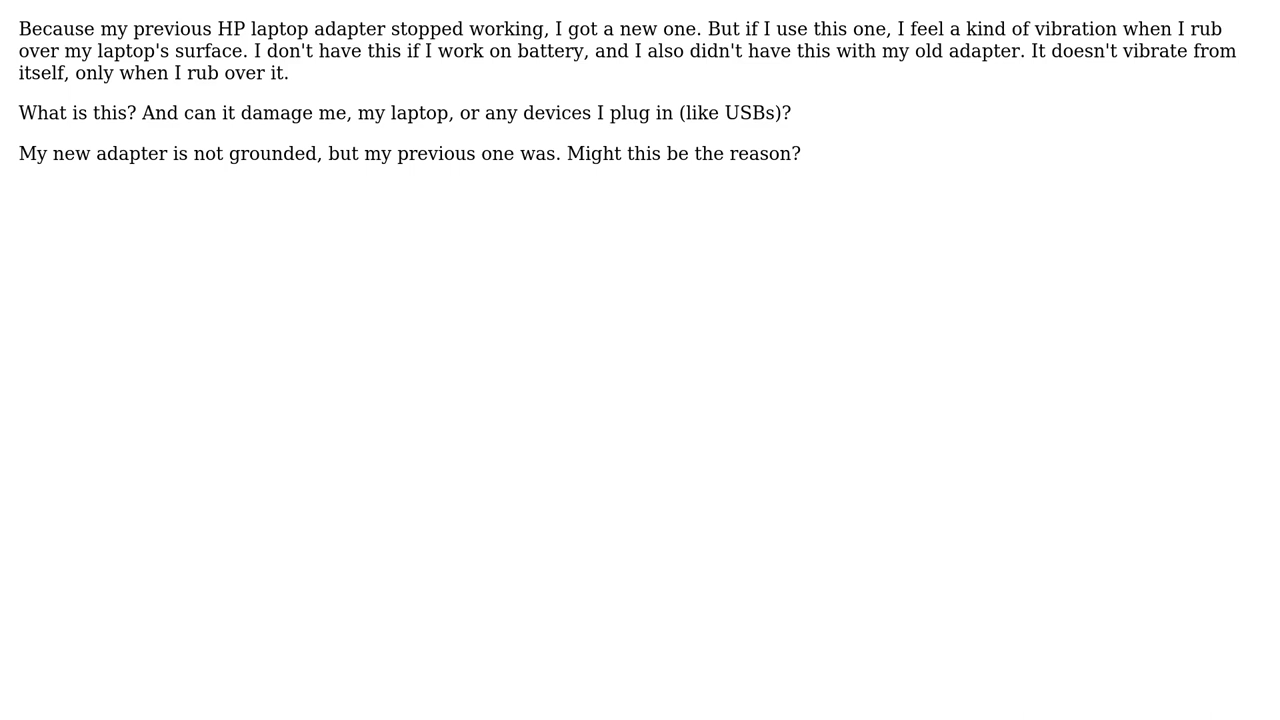 Because my previous HP laptop adapter stopped working, I got a new one. But if I use this one, I feel a kind of vibration when I rub
over my laptop's surface. I don't have this if I work on battery, and I also didn't have this with my old adapter. It doesn't vibrate from
itself, only when I rub over it.
What is this? And can it damage me, my laptop, or any devices I plug in (like USBs)?
My new adapter is not grounded, but my previous one was. Might this be the reason?